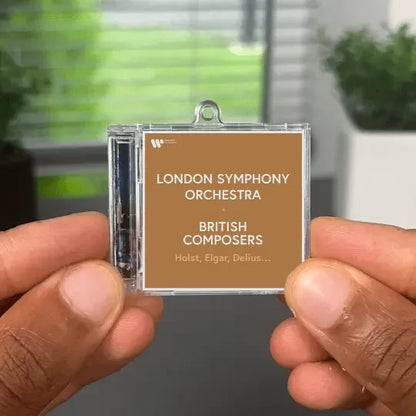 LONDON SYMPHONY
ORCHESTRA
·
BRITISH
COMPOSERS
Holst, Elgar, Delius...